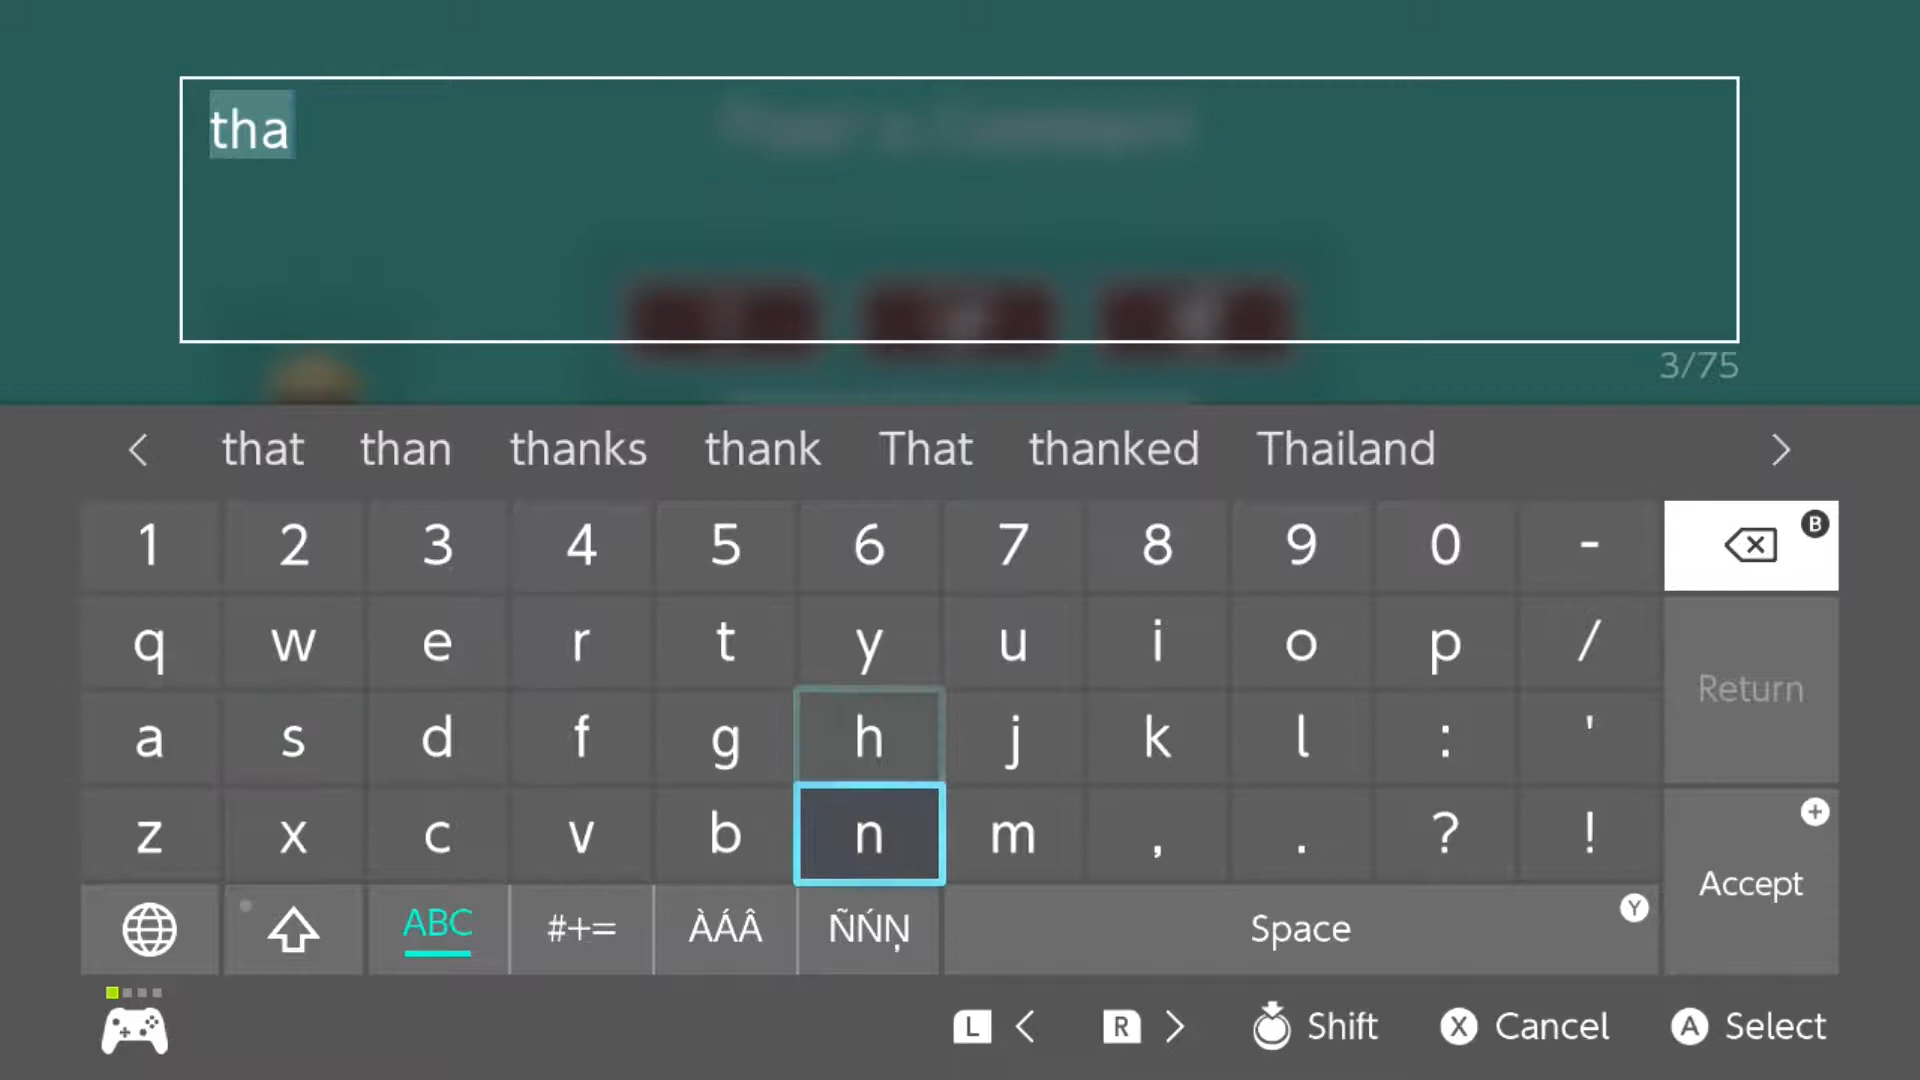 tha
3/75
that than thanks thank That thanked Thailand
1 2 3 4 5 6 7 8 9 0 - B
q w e r t y u i o p /
Return
a s d f g h j k l : '
z x c v b n m , . ? !
+
Accept
ABC #+= ÀÁÂ ÑŃŅ Space Y
L < R > Shift X Cancel A Select